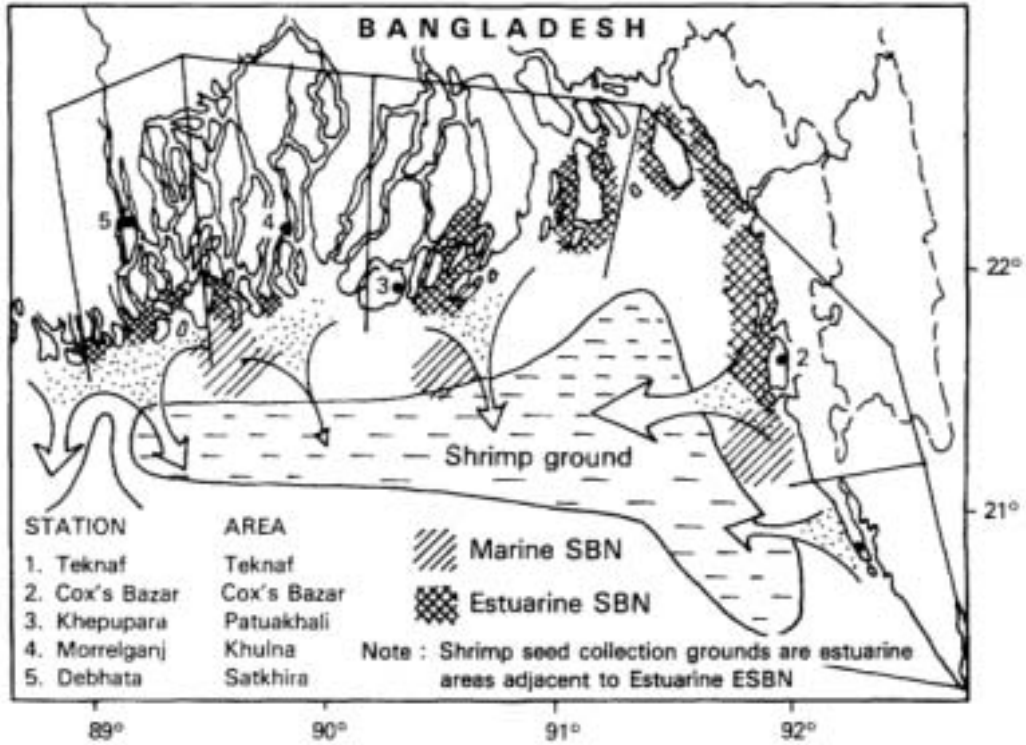 BANGLADESH
5
4
3
2
22°
21°
Shrimp ground
STATION AREA
1. Teknaf Teknaf
2. Cox's Bazar Cox's Bazar
3. Khepupara Patuakhali
4. Morrelganj Khulna
5. Debhata Satkhira
Marine SBN
Estuarine SBN
Note : Shrimp seed collection grounds are estuarine
areas adjacent to Estuarine ESBN
89° 90° 91° 92°